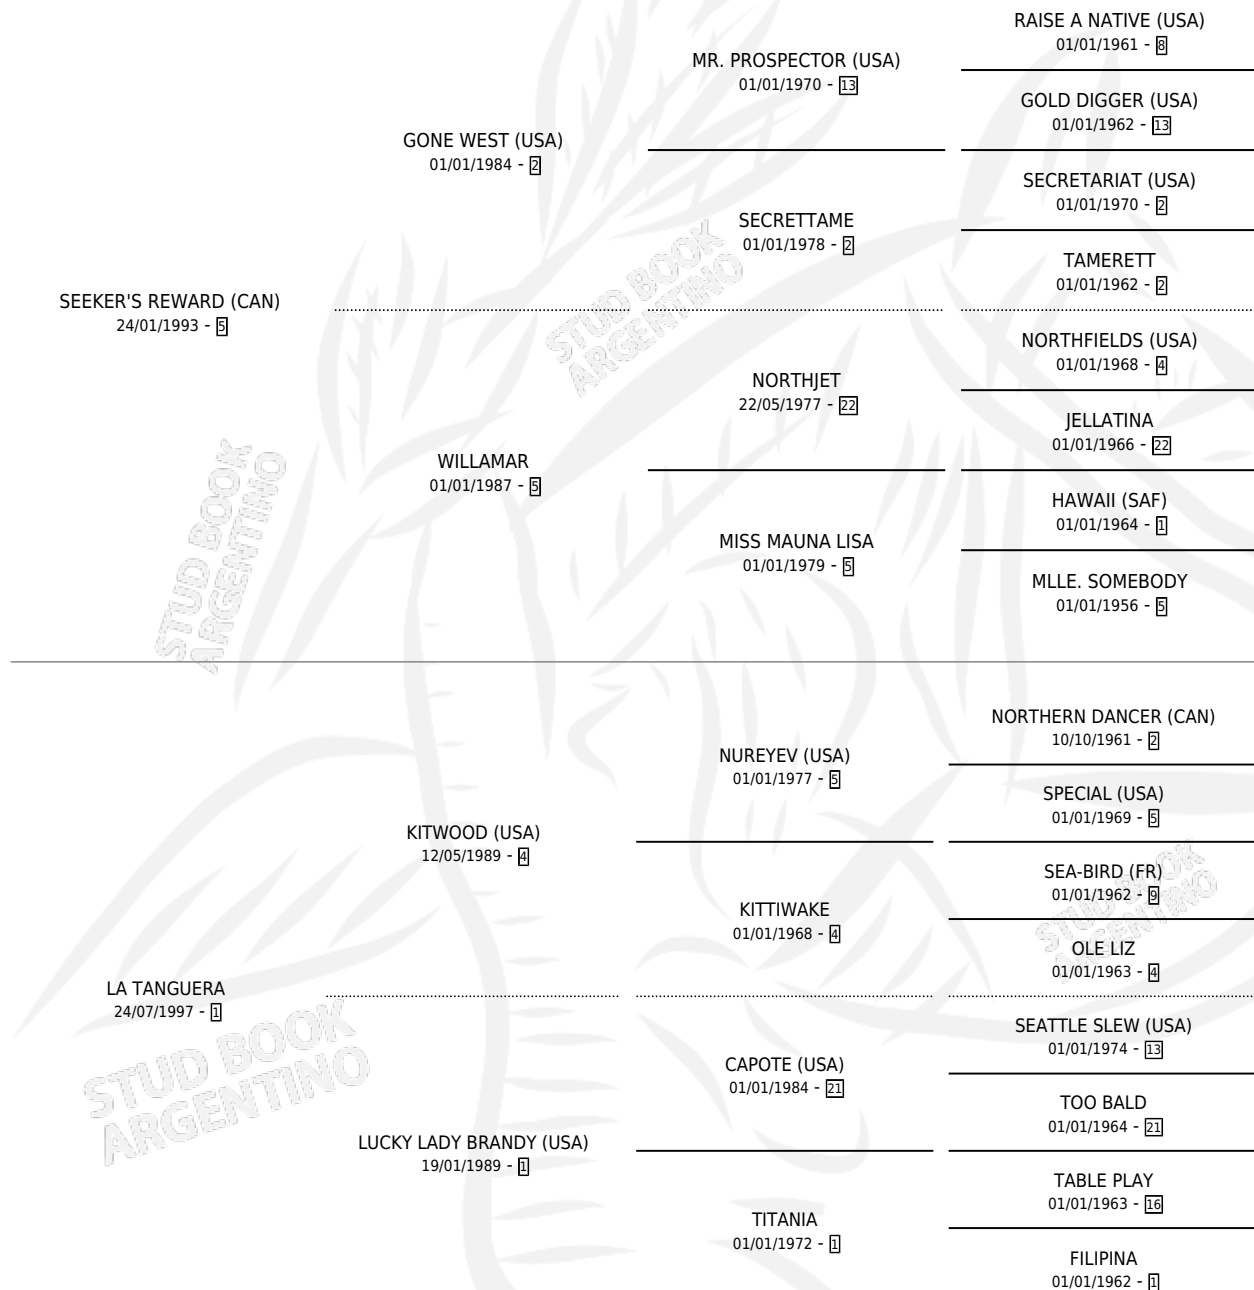 RAISE A NATIVE (USA)
01/01/1961 - 8
MR. PROSPECTOR (USA)
01/01/1970 - 13
GOLD DIGGER (USA)
01/01/1962 - 13
GONE WEST (USA)
01/01/1984 - 2
SECRETARIAT (USA)
01/01/1970 - 2
SECRETTAME
01/01/1978 - 2
TAMERETT
01/01/1962 - 2
SEEKER'S REWARD (CAN)
24/01/1993 - 5
STUD BOOK
ARGENTINO
NORTHFIELDS (USA)
01/01/1968 - 4
NORTHJET
22/05/1977 - 22
JELLATINA
01/01/1966 - 22
WILLAMAR
01/01/1987 - 5
HAWAII (SAF)
01/01/1964 - 1
MISS MAUNA LISA
01/01/1979 - 5
MLLE. SOMEBODY
01/01/1956 - 5
STUD BOOK
ARGENTINO
NORTHERN DANCER (CAN)
10/10/1961 - 2
NUREYEV (USA)
01/01/1977 - 5
SPECIAL (USA)
01/01/1969 - 5
KITWOOD (USA)
12/05/1989 - 4
SEA-BIRD (FR)
01/01/1962 - 9
KITTIWAKE
01/01/1968 - 4
OLE LIZ
01/01/1963 - 4
STUD BOOK
ARGENTINO
LA TANGUERA
24/07/1997 - 1
SEATTLE SLEW (USA)
01/01/1974 - 13
CAPOTE (USA)
01/01/1984 - 21
TOO BALD
01/01/1964 - 21
LUCKY LADY BRANDY (USA)
19/01/1989 - 1
TABLE PLAY
01/01/1963 - 16
TITANIA
01/01/1972 - 1
FILIPINA
01/01/1962 - 1
STUD BOOK
ARGENTINO